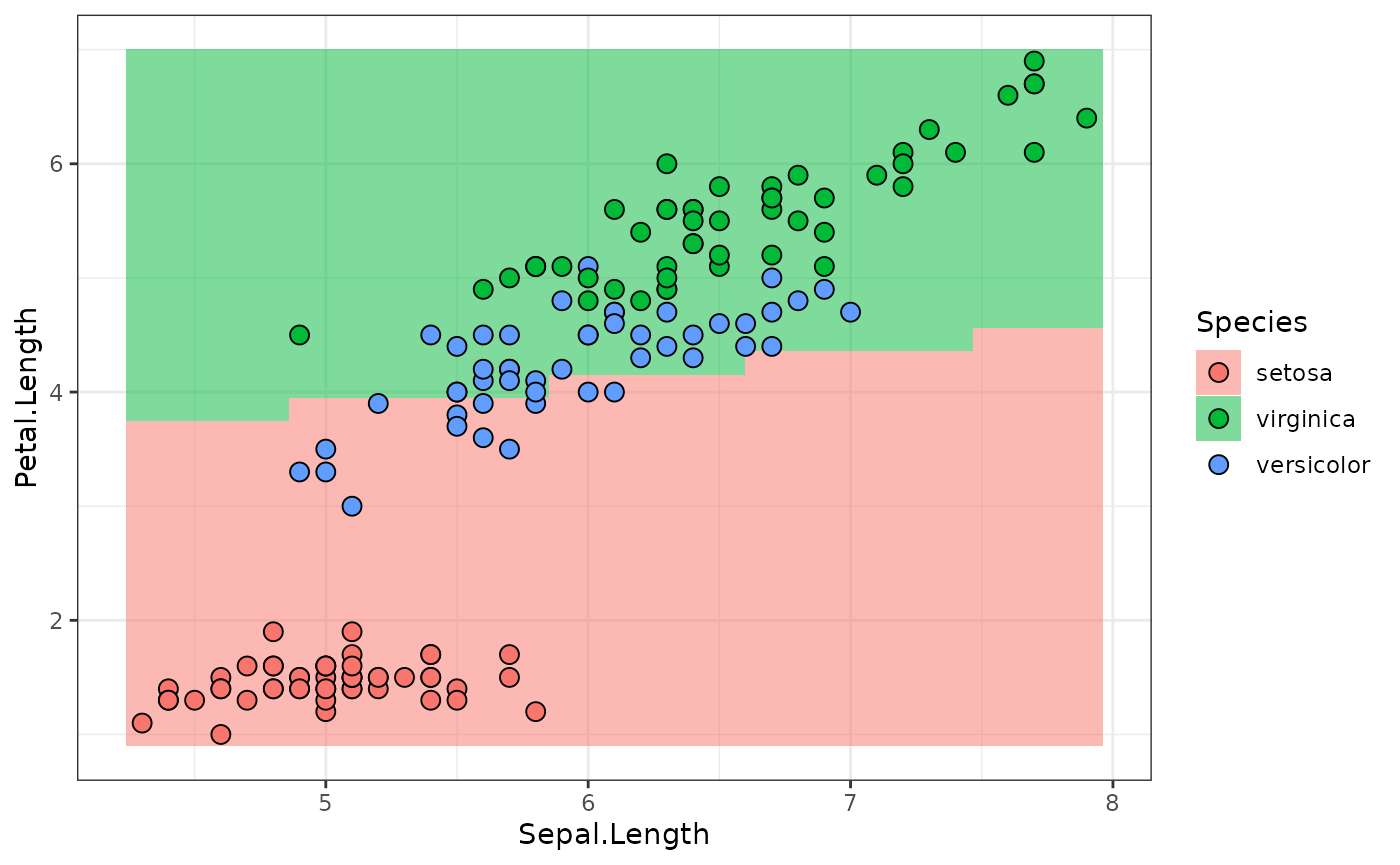 Petal.Length
6
4
2
5 6 7 8
Sepal.Length
Species
setosa
virginica
versicolor